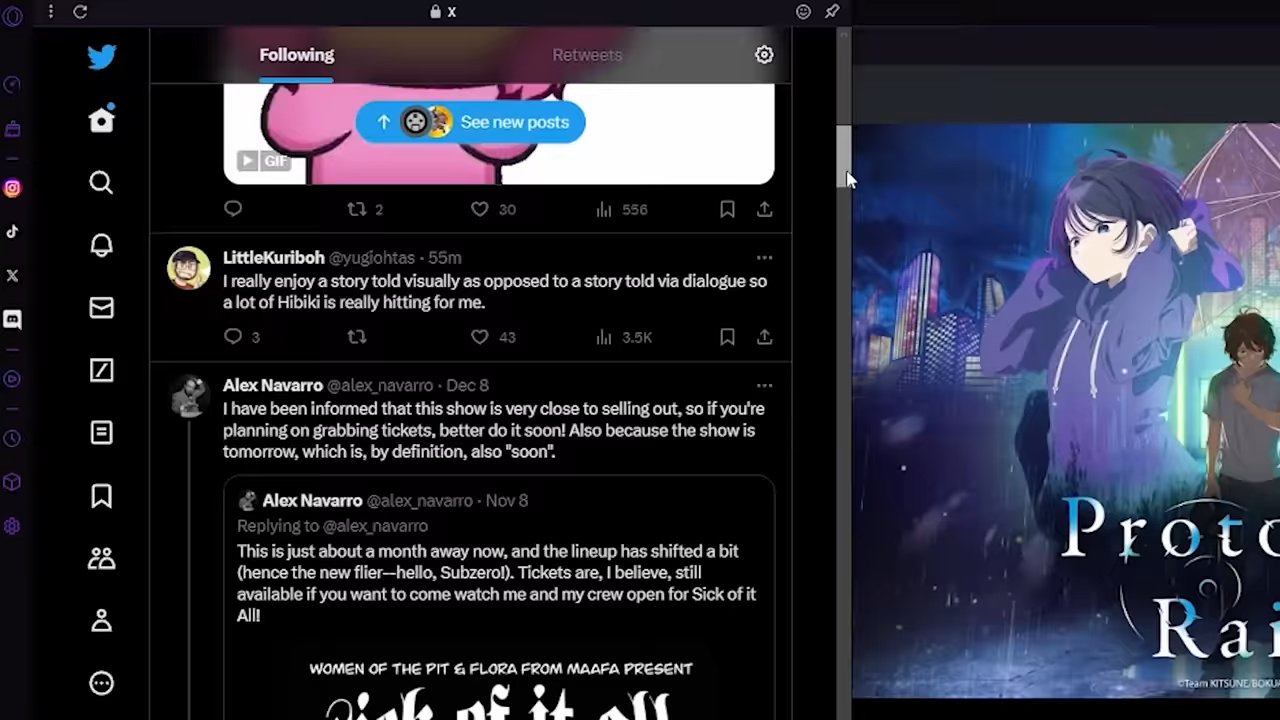 X
Following
Retweets
See new posts
GIF
2
30
556
LittleKuriboh @yugiohtas · 55m
I really enjoy a story told visually as opposed to a story told via dialogue so
a lot of Hibiki is really hitting for me.
3
43
3.5K
Alex Navarro @alex_navarro · Dec 8
I have been informed that this show is very close to selling out, so if you're
planning on grabbing tickets, better do it soon! Also because the show is
tomorrow, which is, by definition, also "soon".
Alex Navarro @alex_navarro · Nov 8
Replying to @alex_navarro
This is just about a month away now, and the lineup has shifted a bit
(hence the new flier—hello, Subzero!). Tickets are, I believe, still
available if you want to come watch me and my crew open for Sick of it
All!
WOMEN OF THE PIT & FLORA FROM MAAFA PRESENT
Sick of it all
Proto
Rai
©Team KITSUNE/BOKU